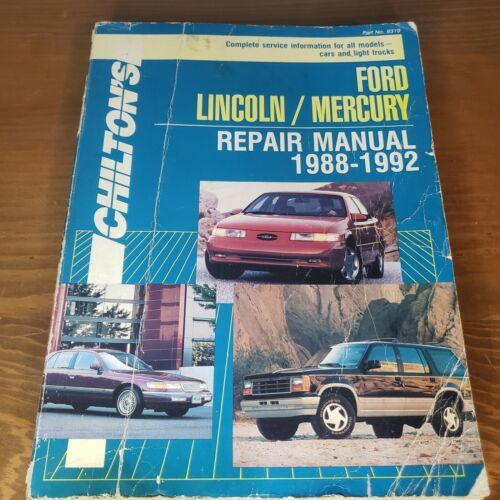 Part No. 8319
Complete service information for all models—
cars and light trucks
CHILTON'S
FORD
LINCOLN / MERCURY
REPAIR MANUAL
1988-1992